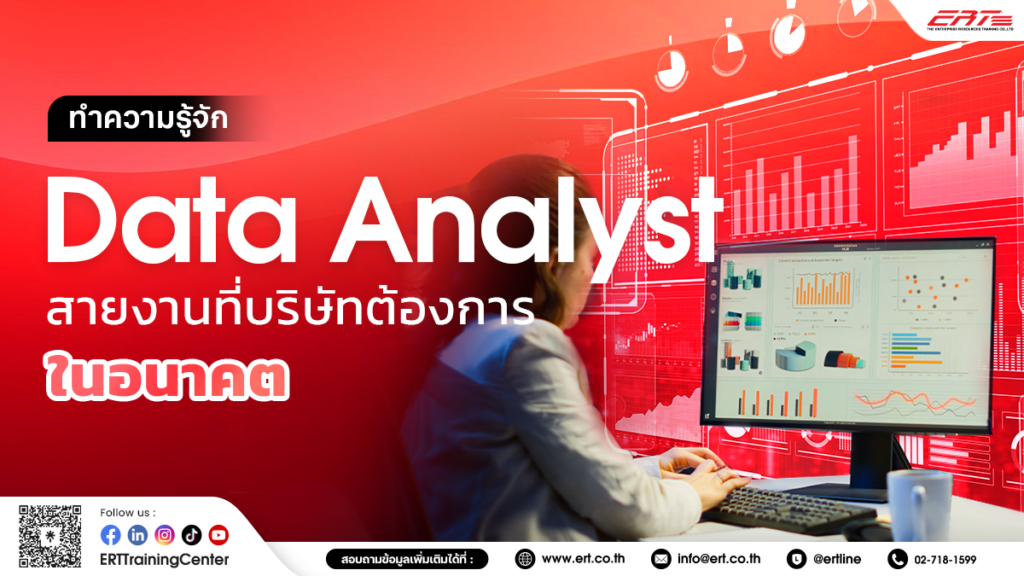 ERT
THE ENTERPRISE RESOURCES TRAINING CO.,LTD
ทำความรู้จัก
Data Analyst
สายงานที่บริษัทต้องการ
ในอนาคต
Follow us :
ERTTrainingCenter
สอบถามข้อมูลเพิ่มเติมได้ที่ :
www.ert.co.th
info@ert.co.th
@ertline
02-718-1599